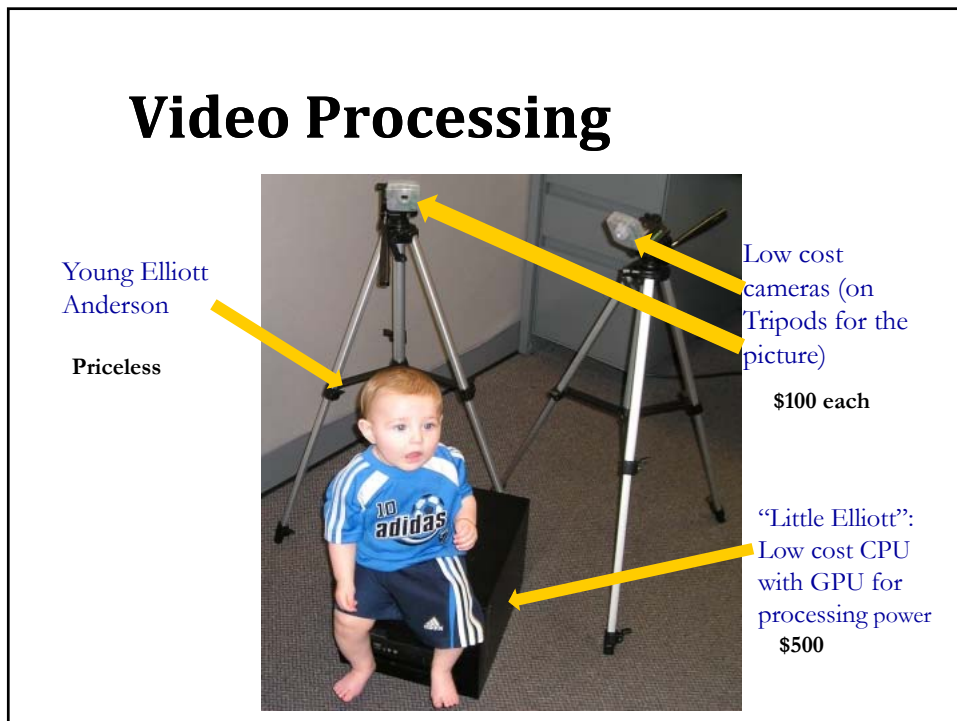 Video Processing
Young Elliott
Anderson
Priceless
Low cost
cameras (on
Tripods for the
picture)
$100 each
10
adidas
adidas
“Little Elliott”:
Low cost CPU
with GPU for
processing power
$500